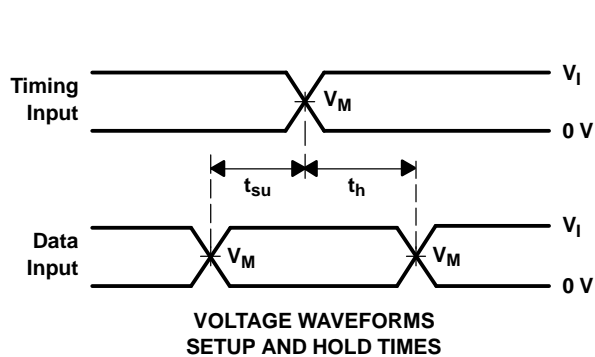 Timing
Input
V_M
V_I
0 V
t_su
t_h
Data
Input
V_M
V_M
V_I
0 V
VOLTAGE WAVEFORMS
SETUP AND HOLD TIMES